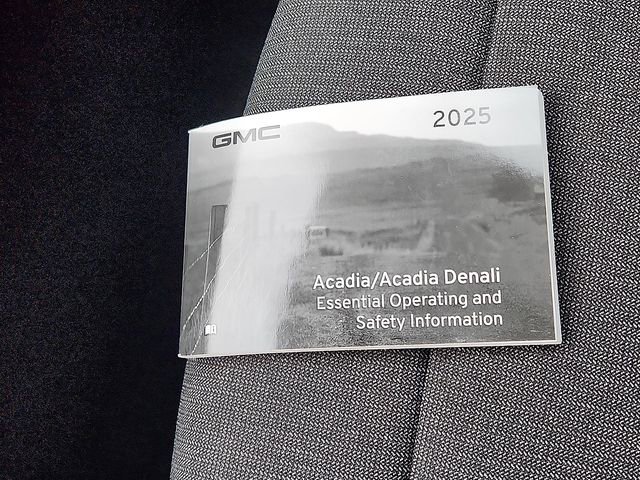 GMC
2025
Acadia/Acadia Denali
Essential Operating and
Safety Information